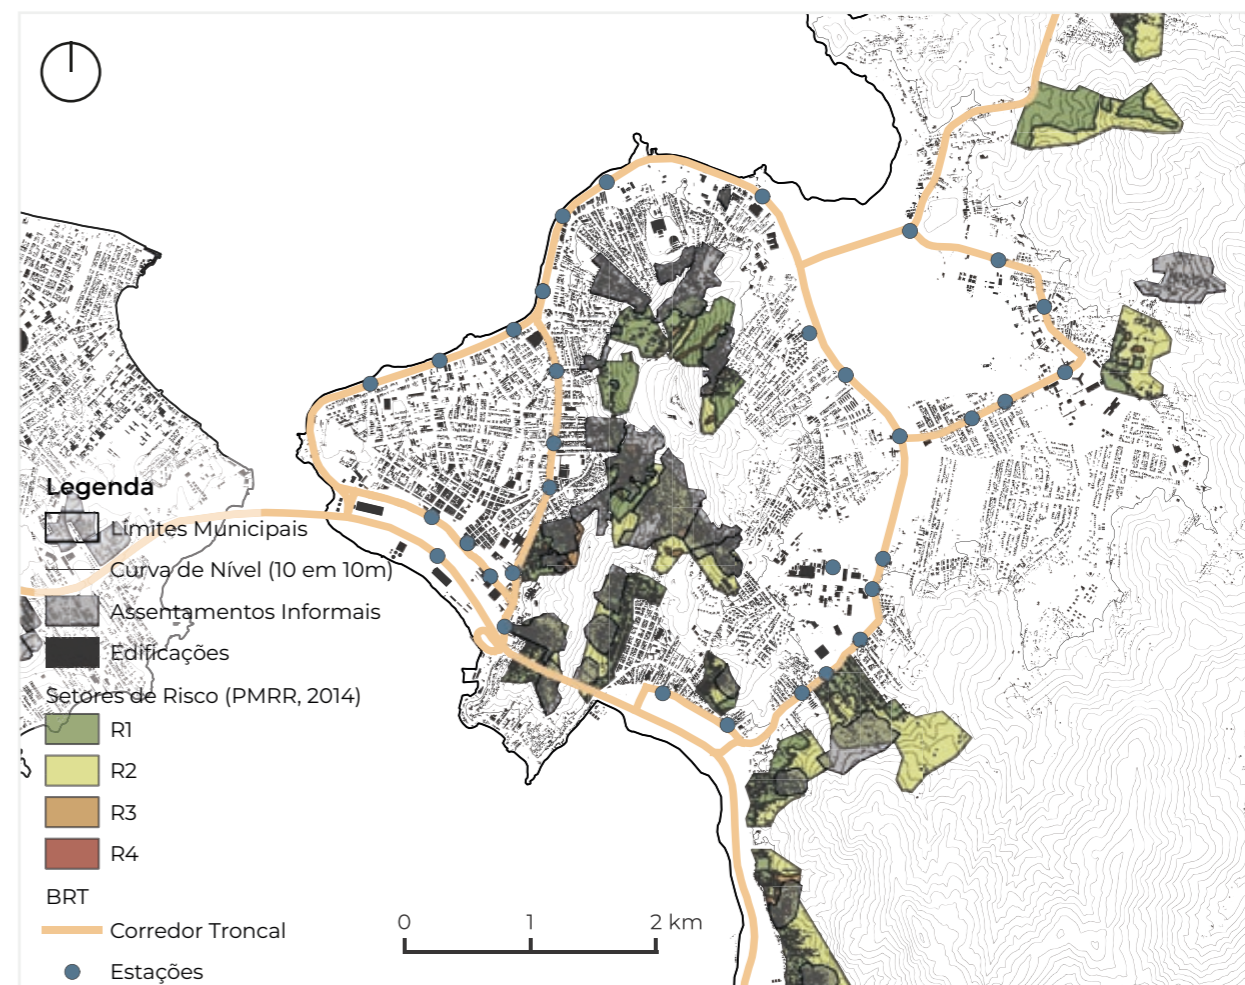 Legenda
Límites Municipais
Curva de Nível (10 em 10m)
Assentamentos Informais
Edificações
Setores de Risco (PMRR, 2014)
R1
R2
R3
R4
BRT
Corredor Troncal
Estações
0 1 2 km